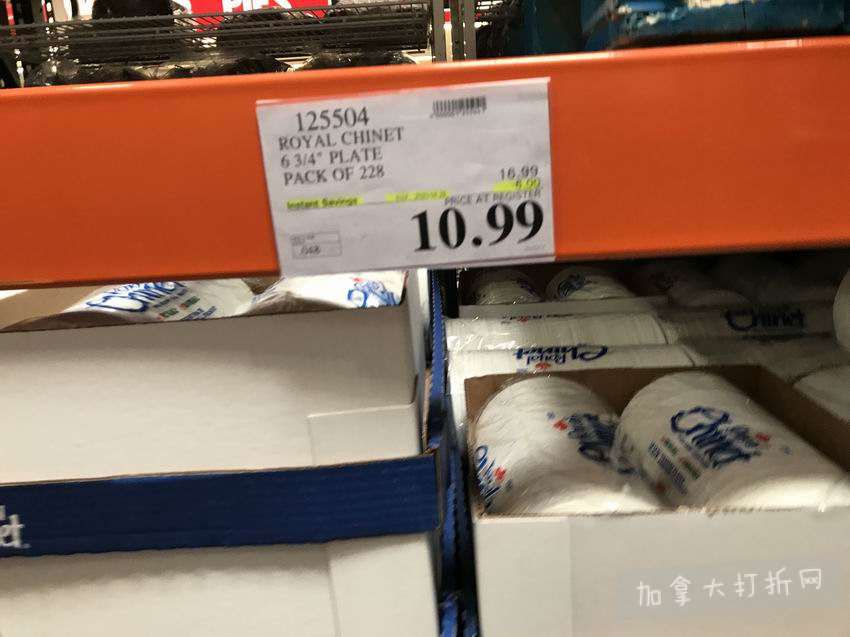 125504
ROYAL CHINET
6 3/4" PLATE
PACK OF 228
16.99
6.00
Instant Savings
PRICE AT REGISTER
10.99
.048
Chinet
Chinet
Chinet
Chinet
加拿大打折网